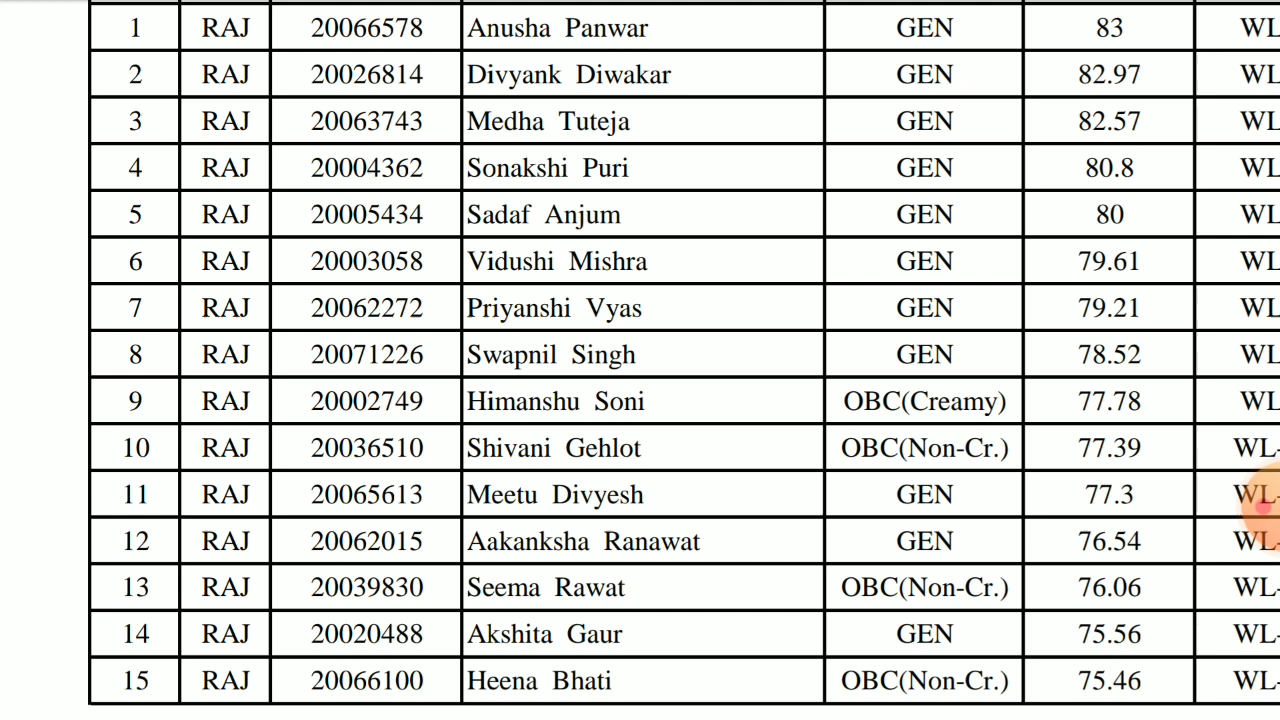 1 RAJ 20066578 Anusha Panwar GEN 83 WL
2 RAJ 20026814 Divyank Diwakar GEN 82.97 WL
3 RAJ 20063743 Medha Tuteja GEN 82.57 WL
4 RAJ 20004362 Sonakshi Puri GEN 80.8 WL
5 RAJ 20005434 Sadaf Anjum GEN 80 WL
6 RAJ 20003058 Vidushi Mishra GEN 79.61 WL
7 RAJ 20062272 Priyanshi Vyas GEN 79.21 WL
8 RAJ 20071226 Swapnil Singh GEN 78.52 WL
9 RAJ 20002749 Himanshu Soni OBC(Creamy) 77.78 WL
10 RAJ 20036510 Shivani Gehlot OBC(Non-Cr.) 77.39 WL-
11 RAJ 20065613 Meetu Divyesh GEN 77.3 WL-
12 RAJ 20062015 Aakanksha Ranawat GEN 76.54 WL-
13 RAJ 20039830 Seema Rawat OBC(Non-Cr.) 76.06 WL-
14 RAJ 20020488 Akshita Gaur GEN 75.56 WL-
15 RAJ 20066100 Heena Bhati OBC(Non-Cr.) 75.46 WL-